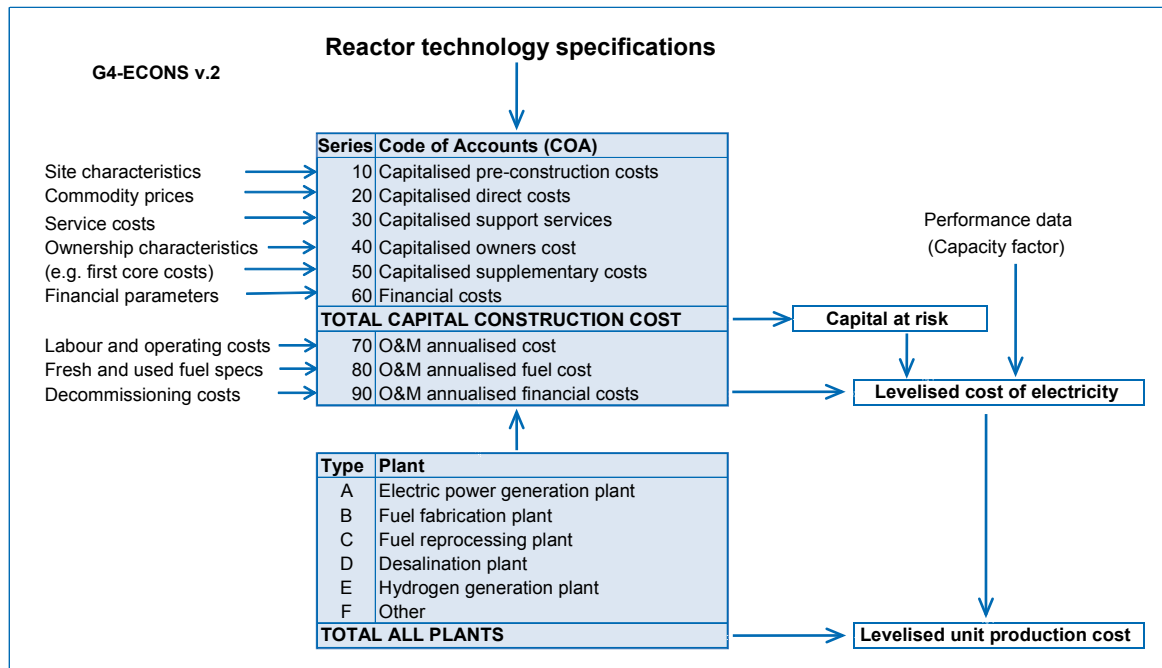 Reactor technology specifications
G4-ECONS v.2
Series Code of Accounts (COA)
Site characteristics 10 Capitalised pre-construction costs
Commodity prices 20 Capitalised direct costs
Service costs 30 Capitalised support services
Performance data
Ownership characteristics 40 Capitalised owners cost
(Capacity factor)
(e.g. first core costs) 50 Capitalised supplementary costs
Financial parameters 60 Financial costs
TOTAL CAPITAL CONSTRUCTION COST Capital at risk
Labour and operating costs 70 O&M annualised cost
Fresh and used fuel specs 80 O&M annualised fuel cost
Decommissioning costs 90 O&M annualised financial costs Levelised cost of electricity
Type Plant
A Electric power generation plant
B Fuel fabrication plant
C Fuel reprocessing plant
D Desalination plant
E Hydrogen generation plant
F Other
TOTAL ALL PLANTS Levelised unit production cost